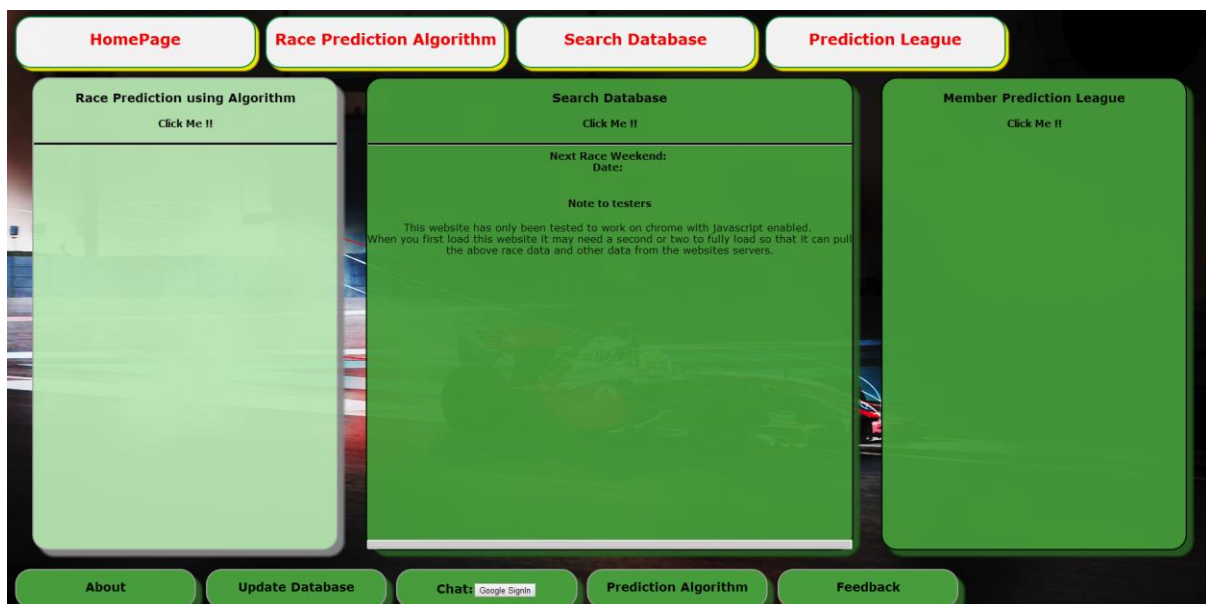 HomePage
Race Prediction Algorithm
Search Database
Prediction League
Race Prediction using Algorithm
Click Me !!
Search Database
Click Me !!
Next Race Weekend:
Date:
Note to testers
This website has only been tested to work on chrome with javascript enabled.
When you first load this website it may need a second or two to fully load so that it can pull
the above race data and other data from the websites servers.
Member Prediction League
Click Me !!
About
Update Database
Chat: Google SignIn
Prediction Algorithm
Feedback